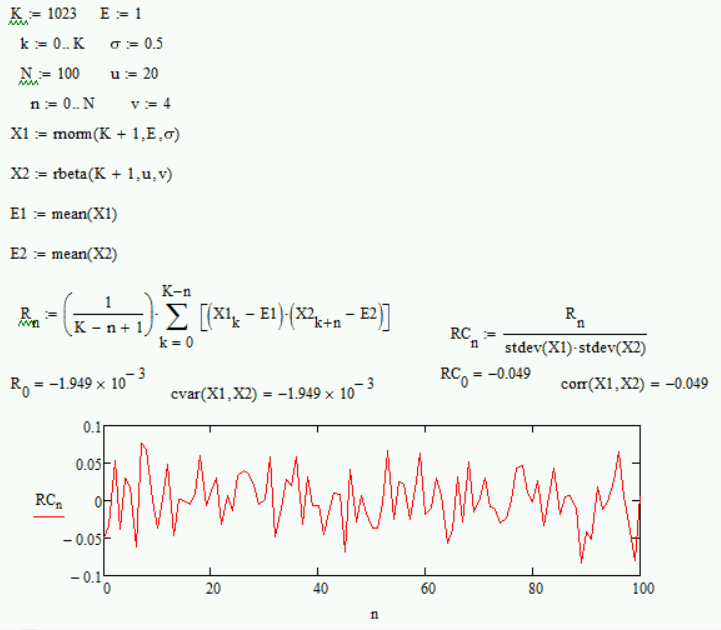 K := 1023 E := 1
k := 0.. K σ := 0.5
N := 100 u := 20
n := 0.. N v := 4
X1 := rnorm(K + 1,E,σ)
X2 := rbeta(K + 1,u,v)
E1 := mean(X1)
E2 := mean(X2)
R_n := (1/(K − n + 1))·∑_{k = 0}^{K−n} [(X1_k − E1)·(X2_{k+n} − E2)]
RC_n := R_n/(stdev(X1)·stdev(X2))
R_0 = −1.949 × 10^{−3} cvar(X1,X2) = −1.949 × 10^{−3} RC_0 = −0.049 corr(X1,X2) = −0.049
0.1
0.05
RC_n 0
− 0.05
− 0.1
0 20 40 60 80 100
n